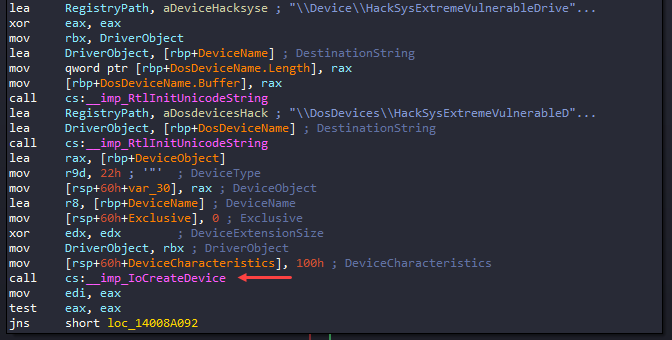 lea RegistryPath, aDeviceHacksyse ; "\\Device\\HackSysExtremeVulnerableDrive"...
xor eax, eax
mov rbx, DriverObject
lea DriverObject, [rbp+DeviceName] ; DestinationString
mov qword ptr [rbp+DosDeviceName.Length], rax
mov [rbp+DosDeviceName.Buffer], rax
call cs:__imp_RtlInitUnicodeString
lea RegistryPath, aDosdevicesHack ; "\\DosDevices\\HackSysExtremeVulnerableD"...
lea DriverObject, [rbp+DosDeviceName] ; DestinationString
call cs:__imp_RtlInitUnicodeString
lea rax, [rbp+DeviceObject]
mov r9d, 22h ; '"' ; DeviceType
mov [rsp+60h+var_30], rax ; DeviceObject
lea r8, [rbp+DeviceName] ; DeviceName
mov [rsp+60h+Exclusive], 0 ; Exclusive
xor edx, edx ; DeviceExtensionSize
mov DriverObject, rbx ; DriverObject
mov [rsp+60h+DeviceCharacteristics], 100h ; DeviceCharacteristics
call cs:__imp_IoCreateDevice
mov edi, eax
test eax, eax
jns short loc_14008A092